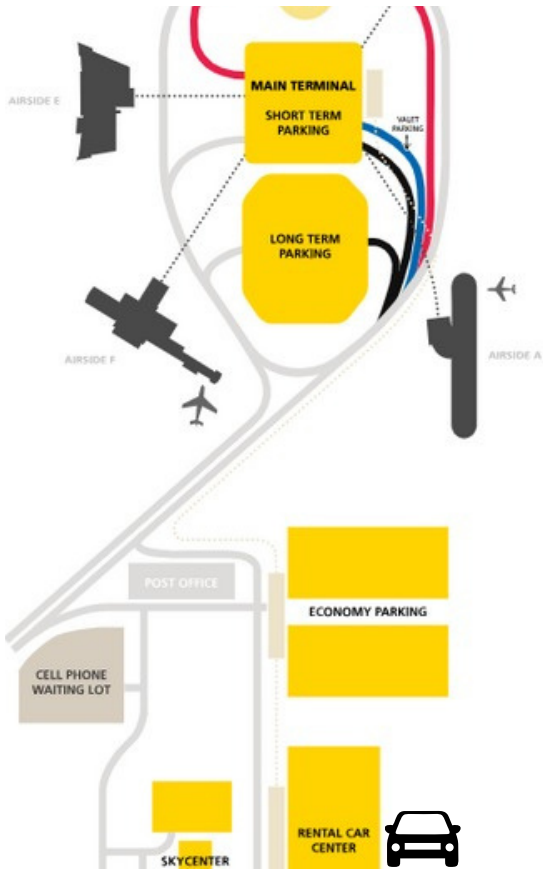 MAIN TERMINAL
AIRSIDE E
SHORT TERM
PARKING
VALET
PARKING
LONG TERM
PARKING
AIRSIDE F
AIRSIDE A
POST OFFICE
ECONOMY PARKING
CELL PHONE
WAITING LOT
RENTAL CAR
CENTER
SKYCENTER